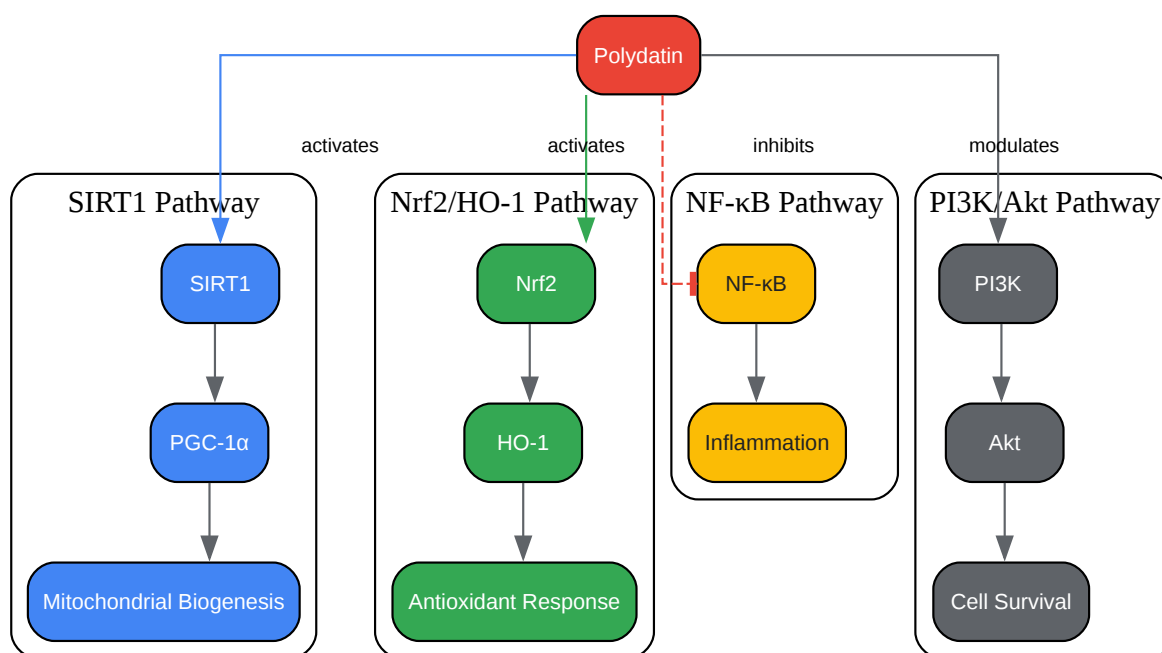 Polydatin
activates
activates
inhibits
modulates
SIRT1 Pathway
Nrf2/HO-1 Pathway
NF-κB Pathway
PI3K/Akt Pathway
SIRT1
Nrf2
NF-κB
PI3K
PGC-1α
HO-1
Inflammation
Akt
Mitochondrial Biogenesis
Antioxidant Response
Cell Survival